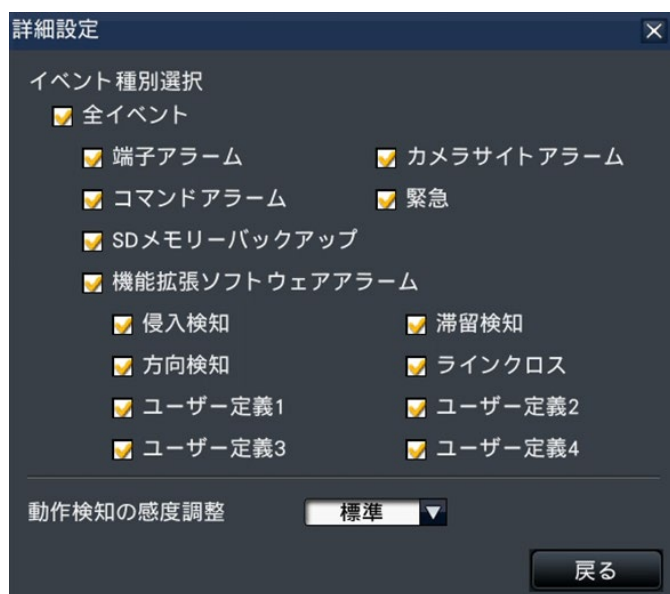 詳細設定
イベント種別選択
全イベント
端子アラーム カメラサイトアラーム
コマンドアラーム 緊急
SDメモリーバックアップ
機能拡張ソフトウェアアラーム
侵入検知 滞留検知
方向検知 ラインクロス
ユーザー定義1 ユーザー定義2
ユーザー定義3 ユーザー定義4
動作検知の感度調整 標準
戻る